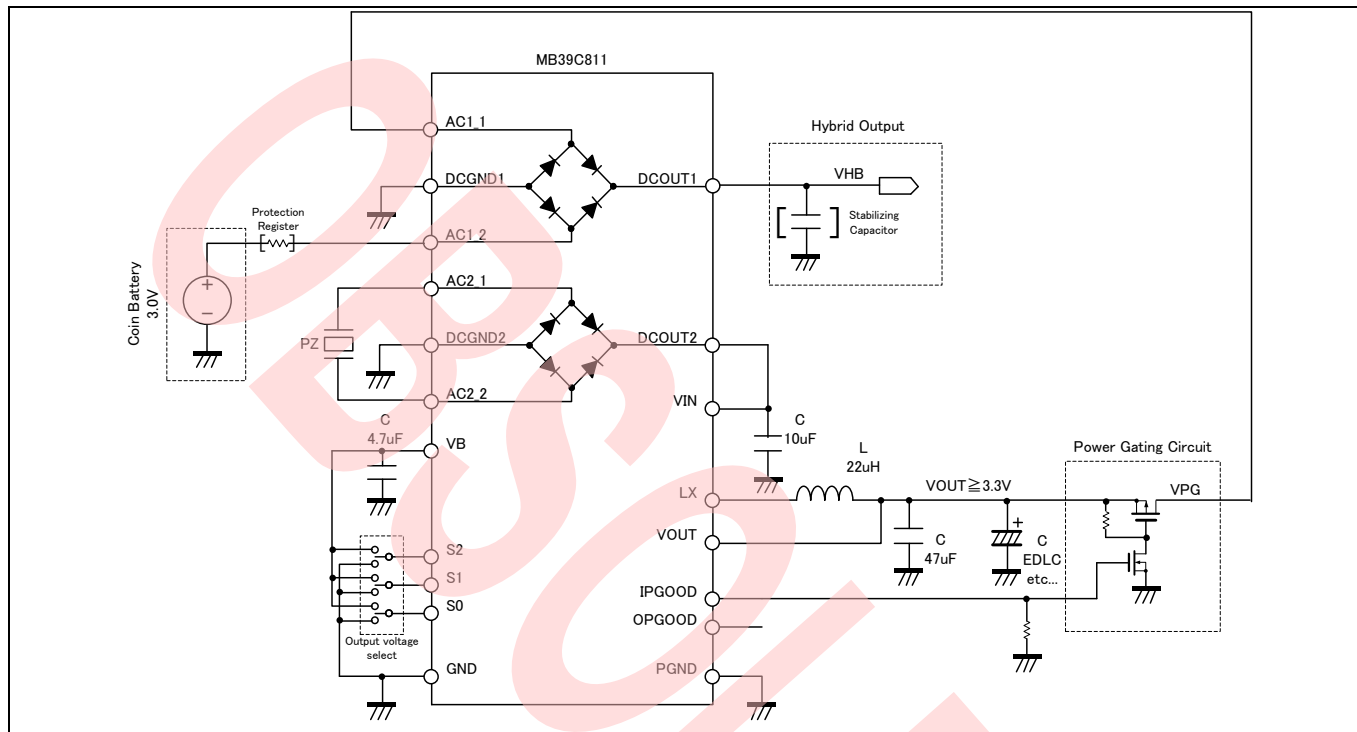 MB39C811
AC1_1
Hybrid Output
DCGND1
DCOUT1
VHB
Stabilizing
Capacitor
Protection
Register
AC1_2
Coin Battery
3.0V
AC2_1
PZ
DCGND2
DCOUT2
AC2_2
VIN
C
4.7uF
VB
C
10uF
L
22uH
Power Gating Circuit
LX
VOUT≧3.3V
VPG
VOUT
C
47uF
C
EDLC
etc...
S2
S1
S0
IPGOOD
OPGOOD
Output voltage
select
GND
PGND
OBSOL